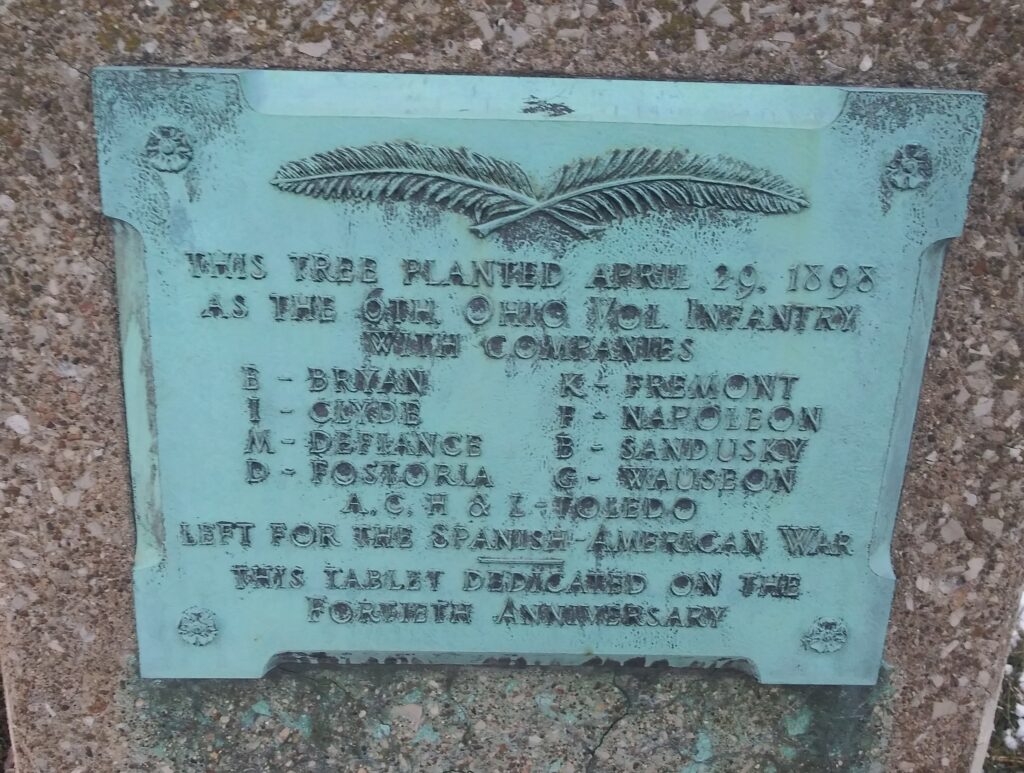 THIS TREE PLANTED APRIL 29, 1898
AS THE 6TH. OHIO VOL. INFANTRY
WITH COMPANIES
E - BRYAN K - FREMONT
I - CLYDE F - NAPOLEON
M - DEFIANCE B - SANDUSKY
D - FOSTORIA G - WAUSEON
A. C. H & L - TOLEDO
LEFT FOR THE SPANISH-AMERICAN WAR
THIS TABLET DEDICATED ON THE
FORTIETH ANNIVERSARY